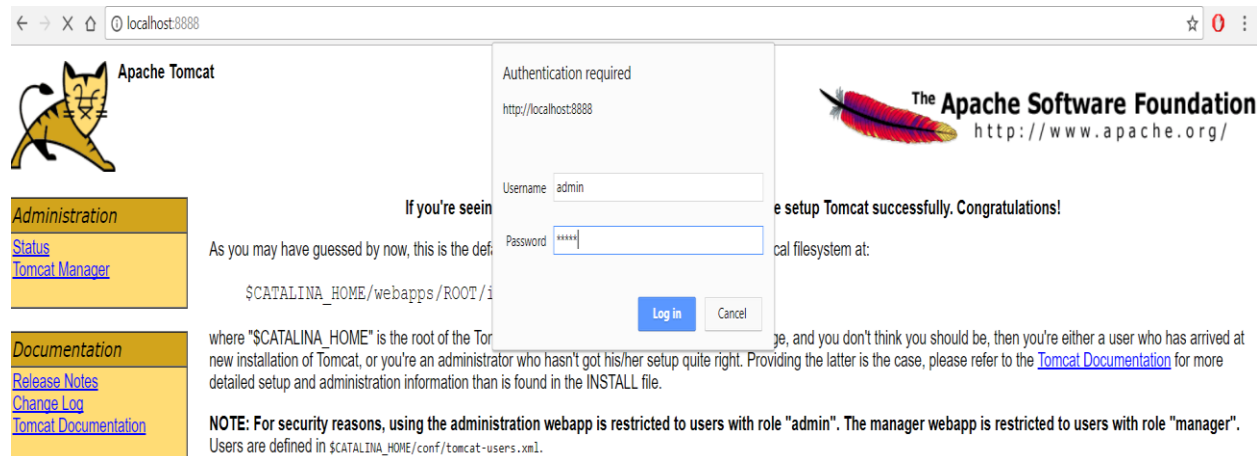 localhost:8888
Apache Tomcat
Authentication required
http://localhost:8888
Username admin
Password *****
Log in Cancel
The Apache Software Foundation
http://www.apache.org/
Administration
Status
Tomcat Manager
Documentation
Release Notes
Change Log
Tomcat Documentation
If you're seein e setup Tomcat successfully. Congratulations!
As you may have guessed by now, this is the def cal filesystem at:
$CATALINA_HOME/webapps/ROOT/i
where "$CATALINA_HOME" is the root of the Tor ge, and you don't think you should be, then you're either a user who has arrived at
new installation of Tomcat, or you're an administrator who hasn't got his/her setup quite right. Providing the latter is the case, please refer to the Tomcat Documentation for more
detailed setup and administration information than is found in the INSTALL file.
NOTE: For security reasons, using the administration webapp is restricted to users with role "admin". The manager webapp is restricted to users with role "manager".
Users are defined in $CATALINA_HOME/conf/tomcat-users.xml.